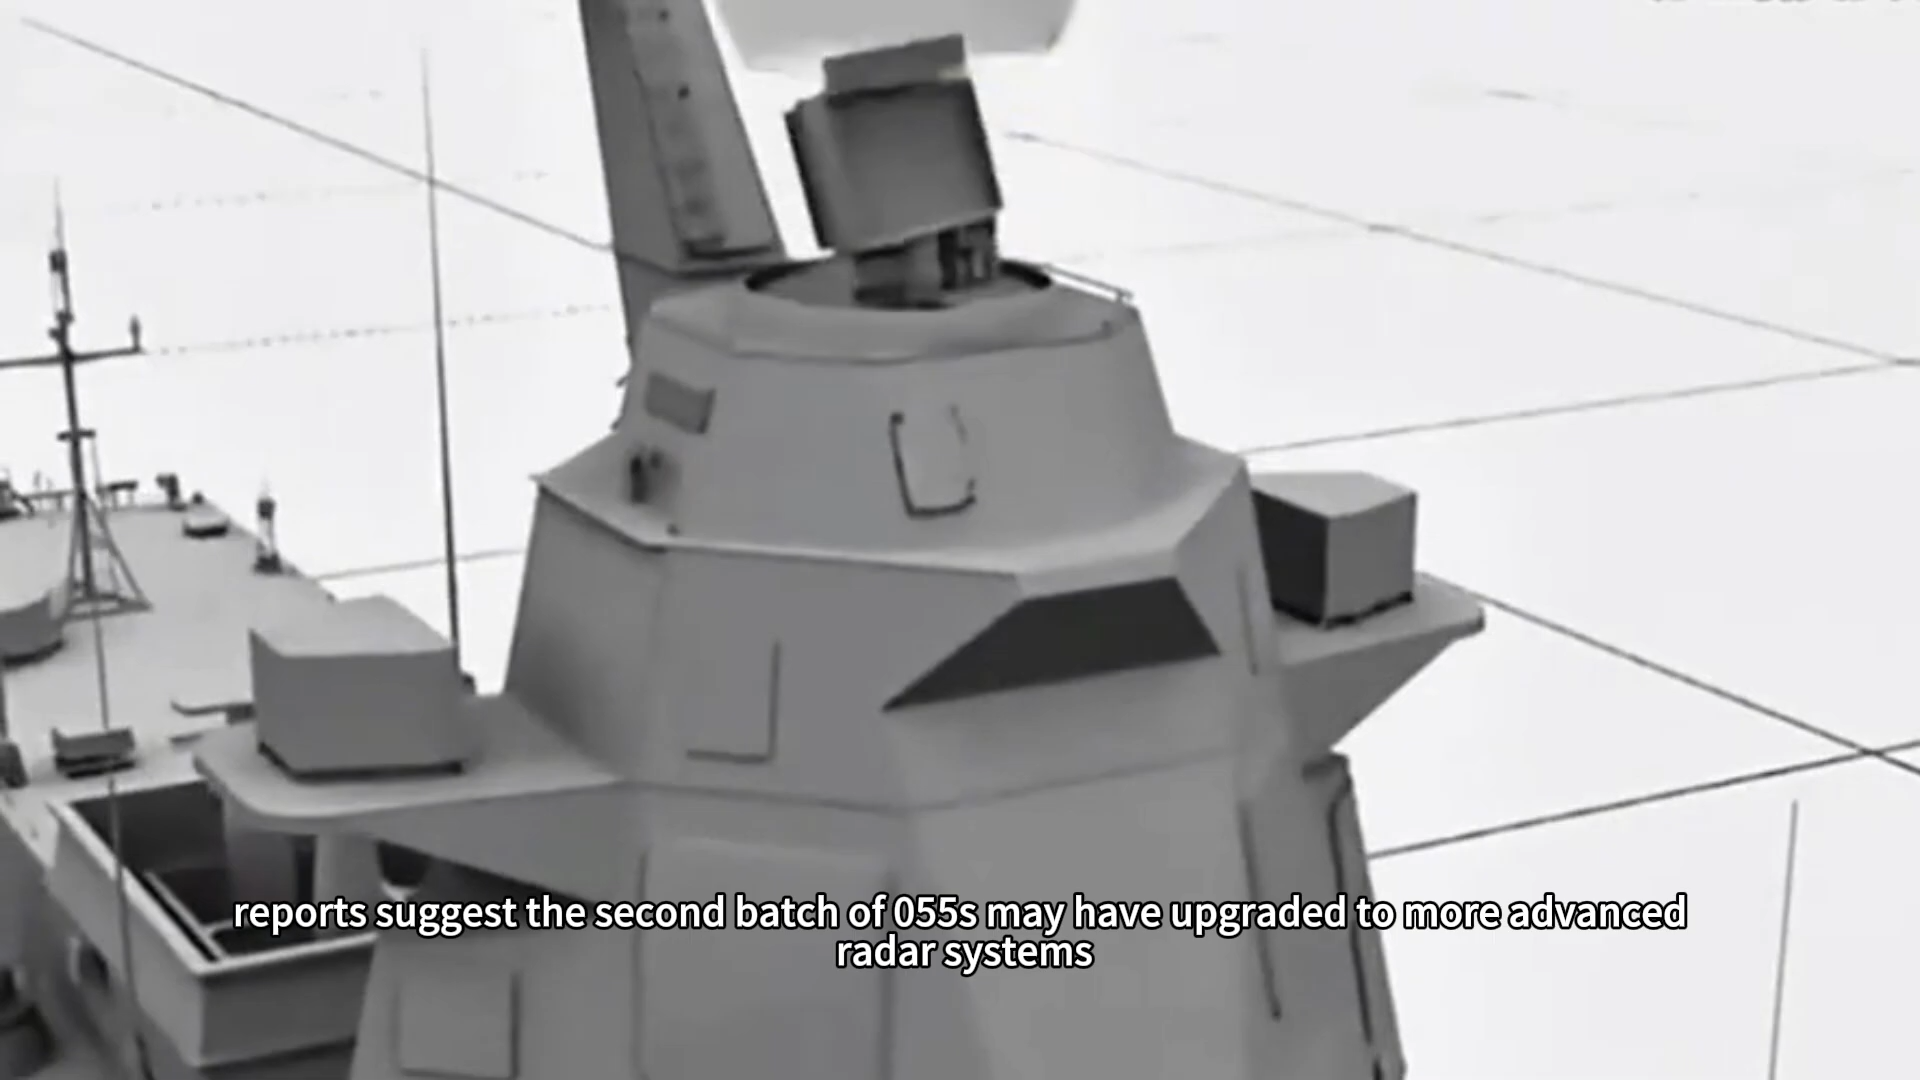 reports suggest the second batch of 055s may have upgraded to more advanced
radar systems